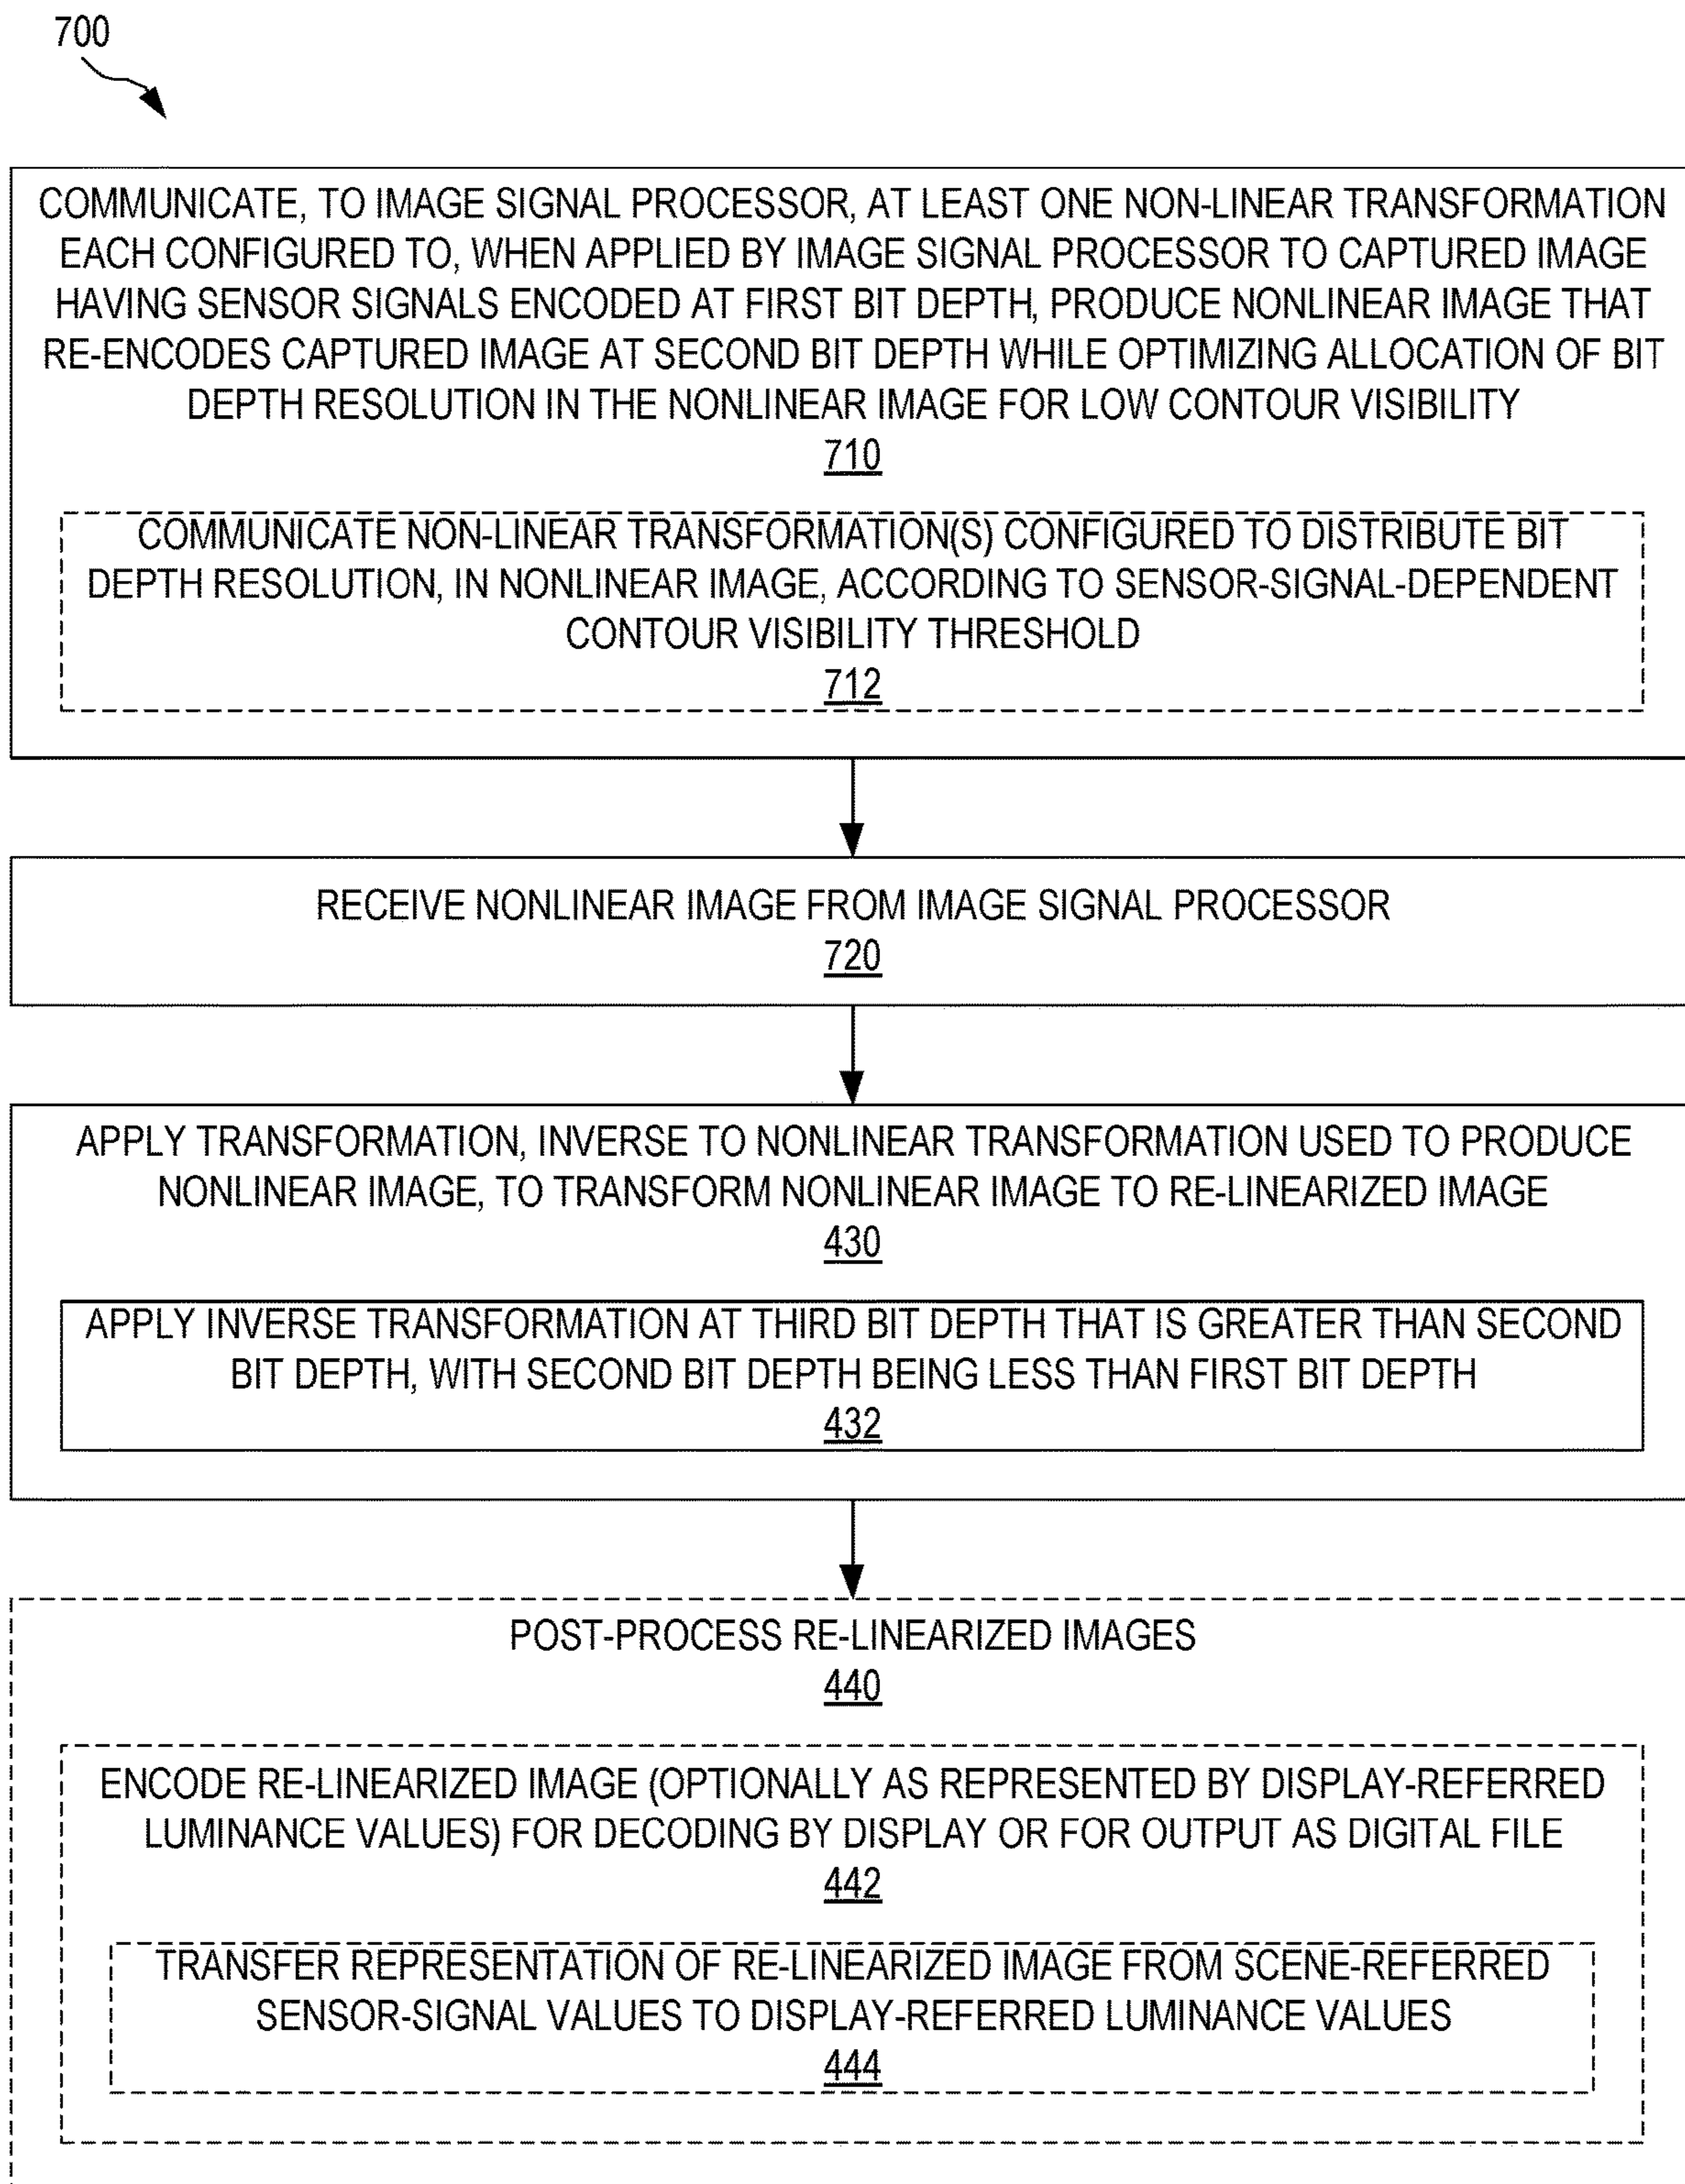 700
COMMUNICATE, TO IMAGE SIGNAL PROCESSOR, AT LEAST ONE NON-LINEAR TRANSFORMATION
EACH CONFIGURED TO, WHEN APPLIED BY IMAGE SIGNAL PROCESSOR TO CAPTURED IMAGE
HAVING SENSOR SIGNALS ENCODED AT FIRST BIT DEPTH, PRODUCE NONLINEAR IMAGE THAT
RE-ENCODES CAPTURED IMAGE AT SECOND BIT DEPTH WHILE OPTIMIZING ALLOCATION OF BIT
DEPTH RESOLUTION IN THE NONLINEAR IMAGE FOR LOW CONTOUR VISIBILITY
710
COMMUNICATE NON-LINEAR TRANSFORMATION(S) CONFIGURED TO DISTRIBUTE BIT
DEPTH RESOLUTION, IN NONLINEAR IMAGE, ACCORDING TO SENSOR-SIGNAL-DEPENDENT
CONTOUR VISIBILITY THRESHOLD
712
RECEIVE NONLINEAR IMAGE FROM IMAGE SIGNAL PROCESSOR
720
APPLY TRANSFORMATION, INVERSE TO NONLINEAR TRANSFORMATION USED TO PRODUCE
NONLINEAR IMAGE, TO TRANSFORM NONLINEAR IMAGE TO RE-LINEARIZED IMAGE
430
APPLY INVERSE TRANSFORMATION AT THIRD BIT DEPTH THAT IS GREATER THAN SECOND
BIT DEPTH, WITH SECOND BIT DEPTH BEING LESS THAN FIRST BIT DEPTH
432
POST-PROCESS RE-LINEARIZED IMAGES
440
ENCODE RE-LINEARIZED IMAGE (OPTIONALLY AS REPRESENTED BY DISPLAY-REFERRED
LUMINANCE VALUES) FOR DECODING BY DISPLAY OR FOR OUTPUT AS DIGITAL FILE
442
TRANSFER REPRESENTATION OF RE-LINEARIZED IMAGE FROM SCENE-REFERRED
SENSOR-SIGNAL VALUES TO DISPLAY-REFERRED LUMINANCE VALUES
444